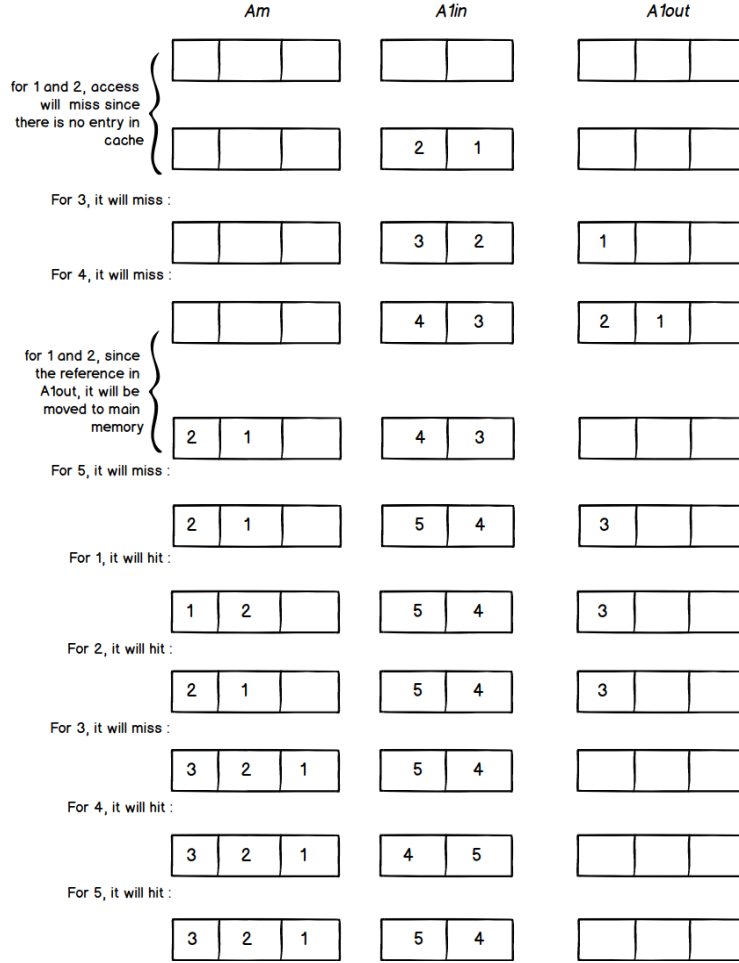 Am A1in A1out
for 1 and 2, access
will miss since
there is no entry in
cache
2 1
For 3, it will miss :
3 2 1
For 4, it will miss :
4 3 2 1
for 1 and 2, since
the reference in
A1out, it will be
moved to main
memory
2 1 4 3
For 5, it will miss :
2 1 5 4 3
For 1, it will hit :
1 2 5 4 3
For 2, it will hit :
2 1 5 4 3
For 3, it will miss :
3 2 1 5 4
For 4, it will hit :
3 2 1 4 5
For 5, it will hit :
3 2 1 5 4